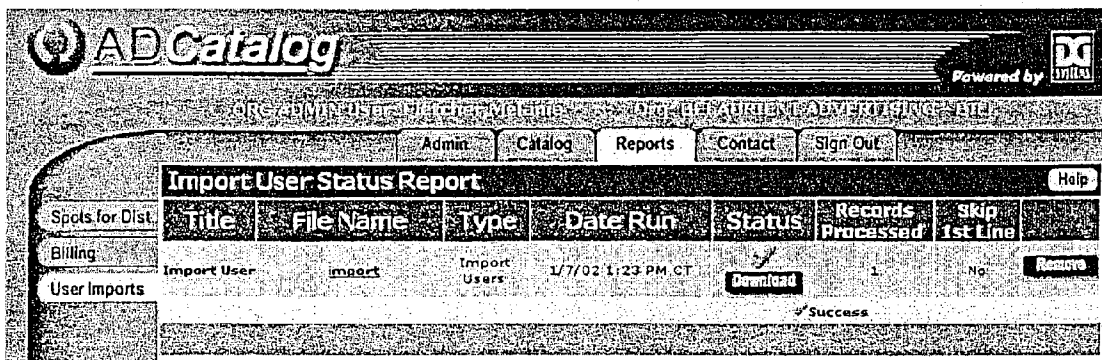 ADCatalog
Powered by
Admin Catalog Reports Contact Sign Out
Import User Status Report Help
Spots for Dist.
Billing
User Imports
Title File Name Type Date Run Status Records Processed Skip 1st Line
Import User import Import Users 1/7/02 1:23 PM CT Download 1 No
Success